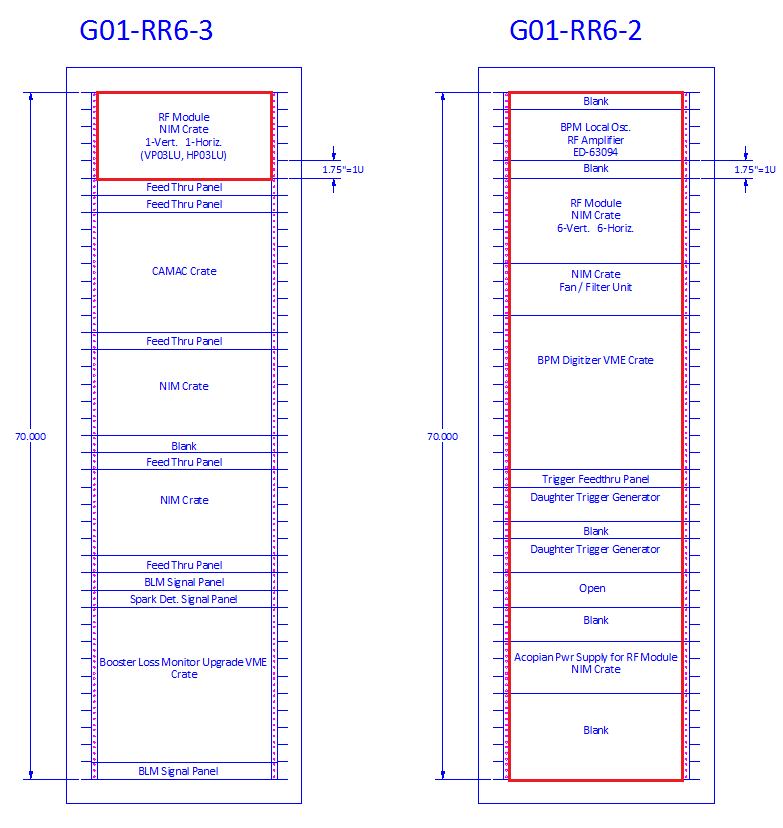 G01-RR6-3
RF Module
NIM Crate
1-Vert. 1-Horiz.
(VP03LU, HP03LU)
1.75"=1U
Feed Thru Panel
Feed Thru Panel
CAMAC Crate
Feed Thru Panel
NIM Crate
70.000
Blank
Feed Thru Panel
NIM Crate
Feed Thru Panel
BLM Signal Panel
Spark Det. Signal Panel
Booster Loss Monitor Upgrade VME
Crate
BLM Signal Panel
G01-RR6-2
Blank
BPM Local Osc.
RF Amplifier
ED-63094
Blank
1.75"=1U
RF Module
NIM Crate
6-Vert. 6-Horiz.
NIM Crate
Fan / Filter Unit
BPM Digitizer VME Crate
70.000
Trigger Feedthru Panel
Daughter Trigger Generator
Blank
Daughter Trigger Generator
Open
Blank
Acopian Pwr Supply for RF Module
NIM Crate
Blank